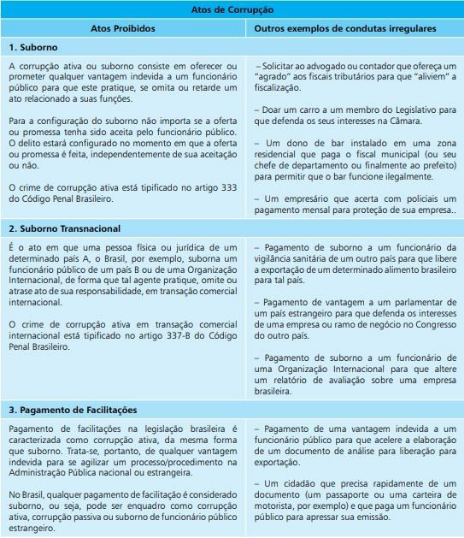 Atos de Corrupção
Atos Proibidos
Outros exemplos de condutas irregulares
1. Suborno
A corrupção ativa ou suborno consiste em oferecer ou
prometer qualquer vantagem indevida a um funcionário
público para que este pratique, se omita ou retarde um
ato relacionado a suas funções.
Para a configuração do suborno não importa se a oferta
ou promessa tenha sido aceita pelo funcionário público.
O delito estará configurado no momento em que a oferta
ou promessa é feita, independentemente de sua aceitação
ou não.
O crime de corrupção ativa está tipificado no artigo 333
do Código Penal Brasileiro.
– Solicitar ao advogado ou contador que ofereça um
"agrado" aos fiscais tributários para que "aliviem" a
fiscalização.
– Doar um carro a um membro do Legislativo para
que defenda os seus interesses na Câmara.
– Um dono de bar instalado em uma zona
residencial que paga o fiscal municipal (ou seu
chefe de departamento ou finalmente ao prefeito)
para permitir que o bar funcione ilegalmente.
– Um empresário que acerta com policiais um
pagamento mensal para proteção de sua empresa..
2. Suborno Transnacional
É o ato em que uma pessoa física ou jurídica de um
determinado país A, o Brasil, por exemplo, suborna um
funcionário público de um país B ou de uma Organização
Internacional, de forma que tal agente pratique, omite ou
atrase ato de sua responsabilidade, em transação comercial
internacional.
O crime de corrupção ativa em transação comercial
internacional está tipificado no artigo 337-B do Código
Penal Brasileiro.
– Pagamento de suborno a um funcionário da
vigilância sanitária de um outro país para que libere
a exportação de um determinado alimento brasileiro
para tal país.
– Pagamento de vantagem a um parlamentar de
um país estrangeiro para que defenda os interesses
de uma empresa ou ramo de negócio no Congresso
do outro país.
– Pagamento de suborno a um funcionário de
uma Organização Internacional para que altere
um relatório de avaliação sobre uma empresa
brasileira.
3. Pagamento de Facilitações
Pagamento de facilitações na legislação brasileira é
caracterizada como corrupção ativa, da mesma forma
que suborno. Trata-se, portanto, de qualquer vantagem
indevida para se agilizar um processo/procedimento na
Administração Pública nacional ou estrangeira.
No Brasil, qualquer pagamento de facilitação é considerado
suborno, ou seja, pode ser enquadro como corrupção
ativa, corrupção passiva ou suborno de funcionário público
estrangeiro.
– Pagamento de uma vantagem indevida a um
funcionário público para que acelere a elaboração
de um documento de análise para liberação para
exportação.
– Um cidadão que precisa rapidamente de um
documento (um passaporte ou uma carteira de
motorista, por exemplo) e que paga um funcionário
público para apressar sua emissão.